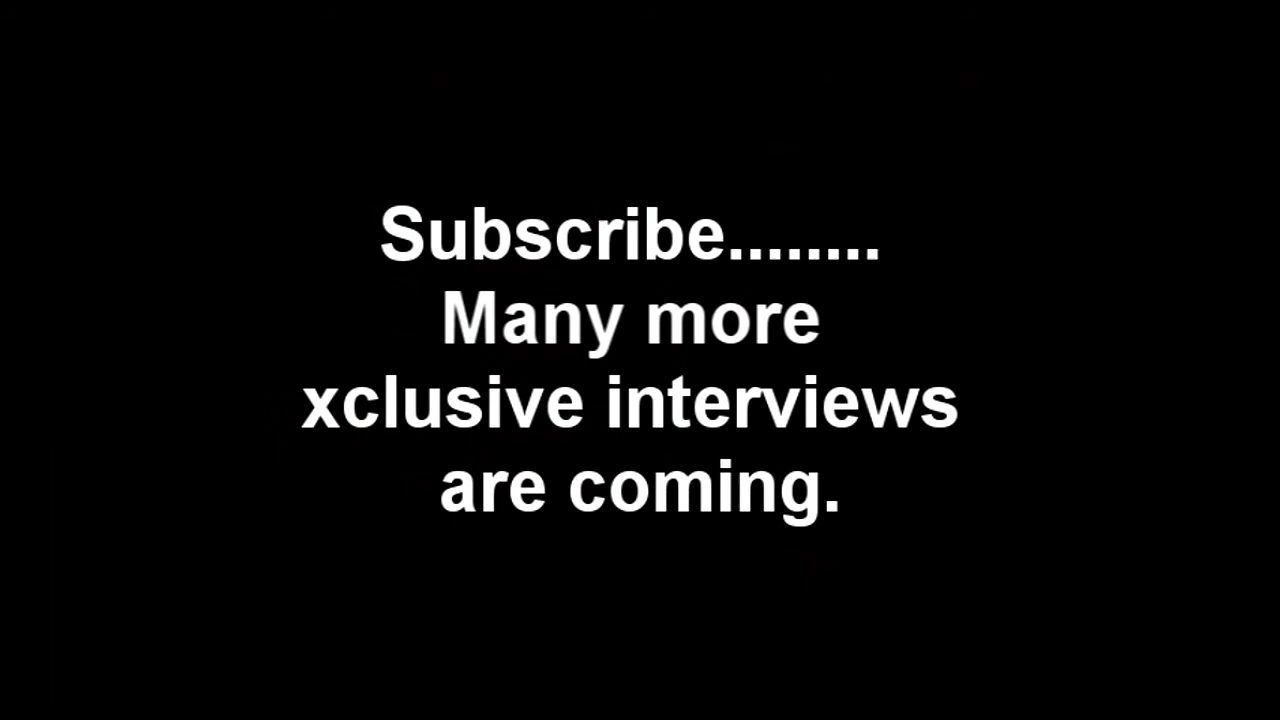 Subscribe........
Many more
xclusive interviews
are coming.